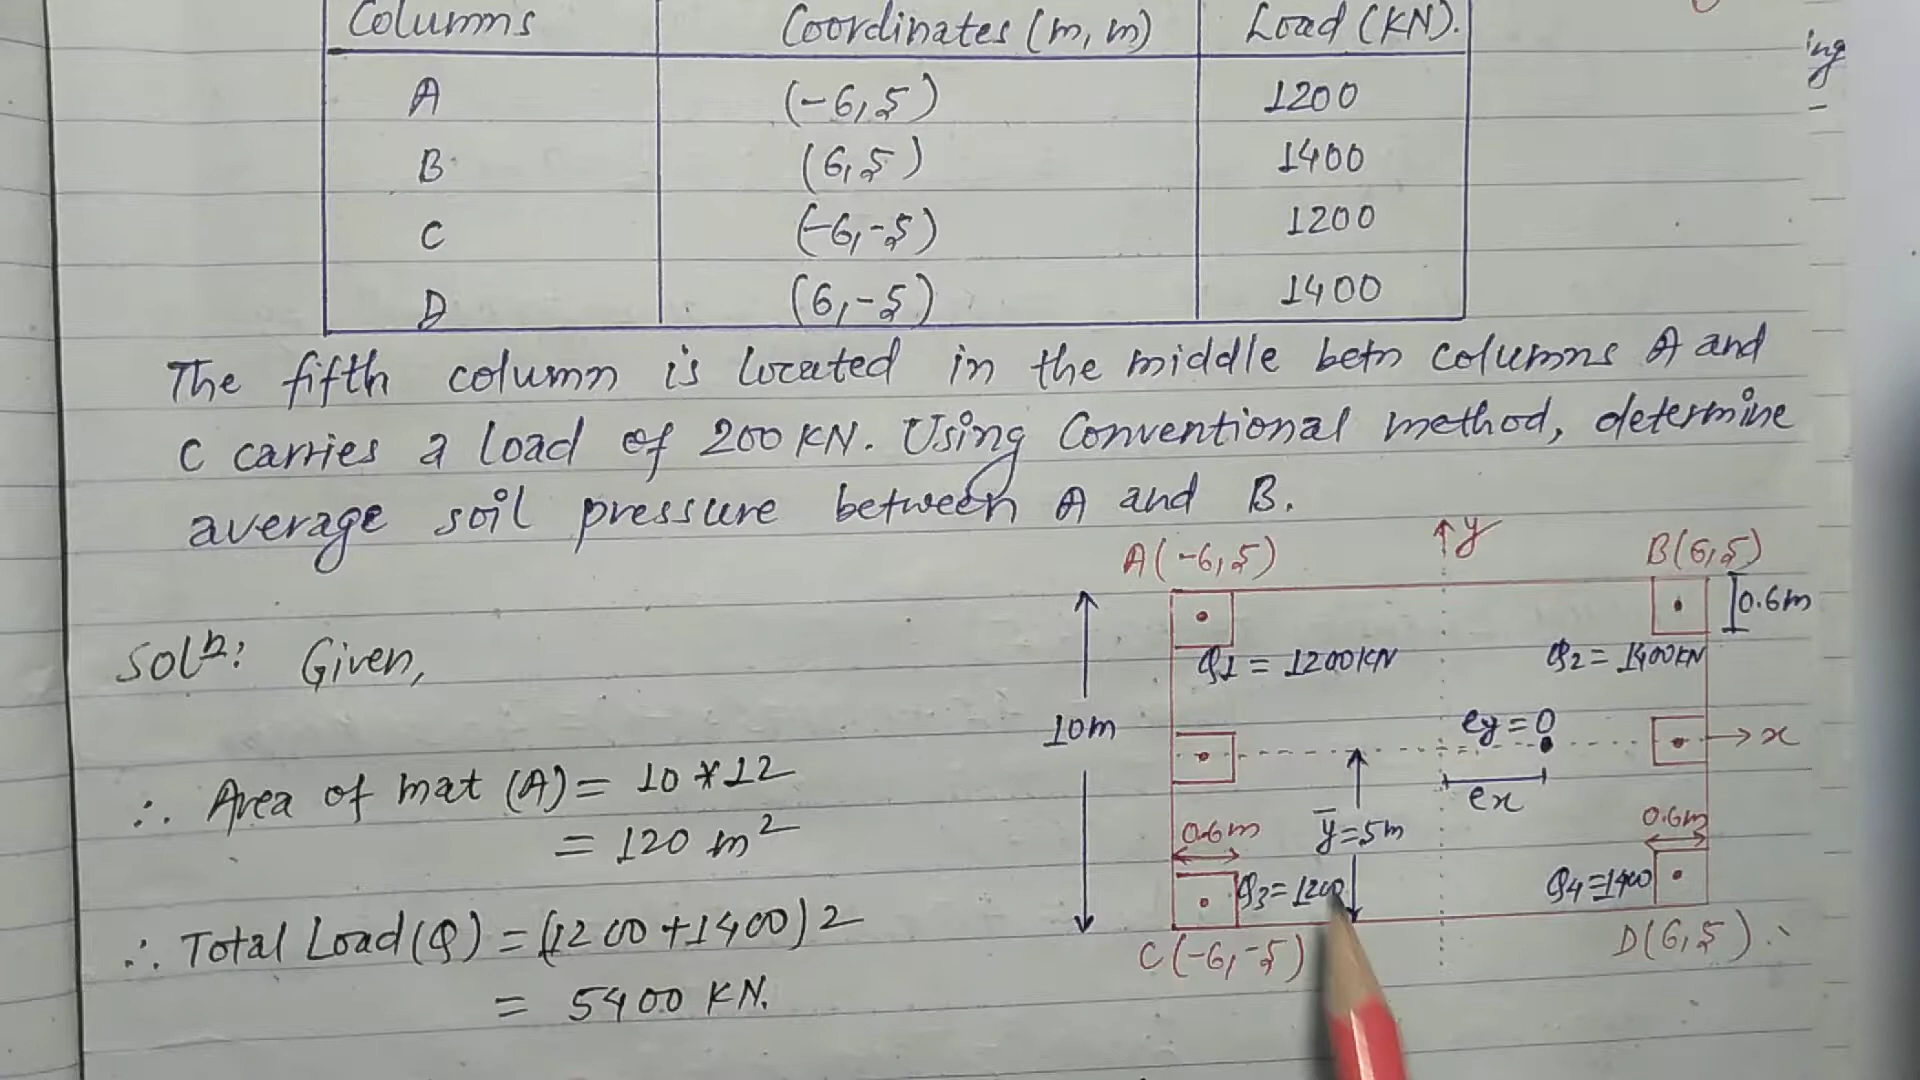 Columns Coordinates (m, m) Load (KN).
A (-6, 5) 1200
B (6, 5) 1400
C (-6, -5) 1200
D (6, -5) 1400
ing
The fifth column is located in the middle betn columns A and
C carries a load of 200 KN. Using Conventional method, determine
average soil pressure between A and B.
Soln: Given,
∴ Area of mat (A) = 10 * 12
= 120 m2
∴ Total Load (Q) = (1200 + 1400) 2
= 5400 KN.
y
A (-6, 5) B (6, 5)
0.6m
Q1 = 1200KN Q2 = 1400KN
10m
ey = 0
x
ex
0.6m y̅ = 5m 0.6m
Q3 = 1200 Q4 = 1400
C (-6, -5) D (6, 5)